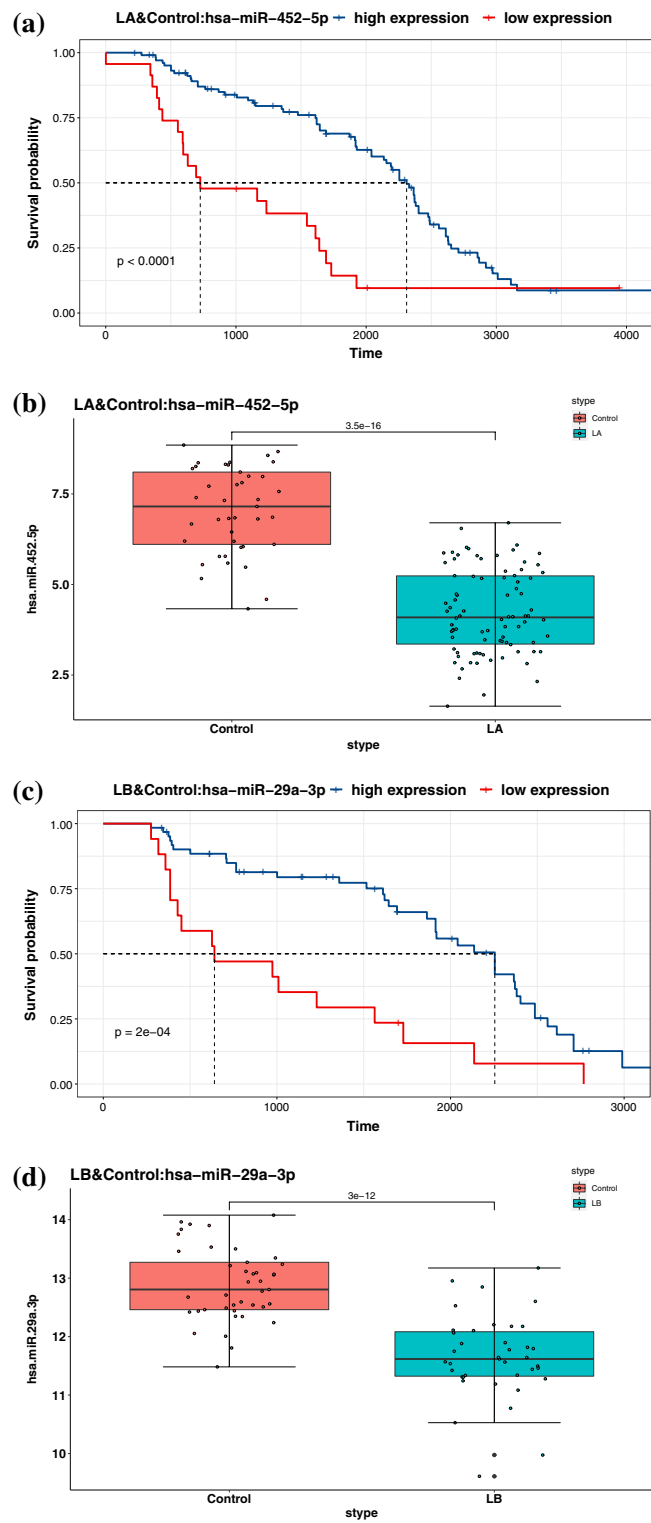 (a)
LA&Control:hsa-miR-452-5p high expression low expression
1.00
0.75
0.50
0.25
0.00
Survival probability
p < 0.0001
0 1000 2000 3000 4000
Time
(b)
LA&Control:hsa-miR-452-5p
stype
Control
LA
3.5e-16
7.5
5.0
2.5
hsa.miR.452.5p
Control LA
stype
(c)
LB&Control:hsa-miR-29a-3p high expression low expression
1.00
0.75
0.50
0.25
0.00
Survival probability
p = 2e-04
0 1000 2000 3000
Time
(d)
LB&Control:hsa-miR-29a-3p
stype
Control
LB
3e-12
14
13
12
11
10
hsa.miR.29a.3p
Control LB
stype